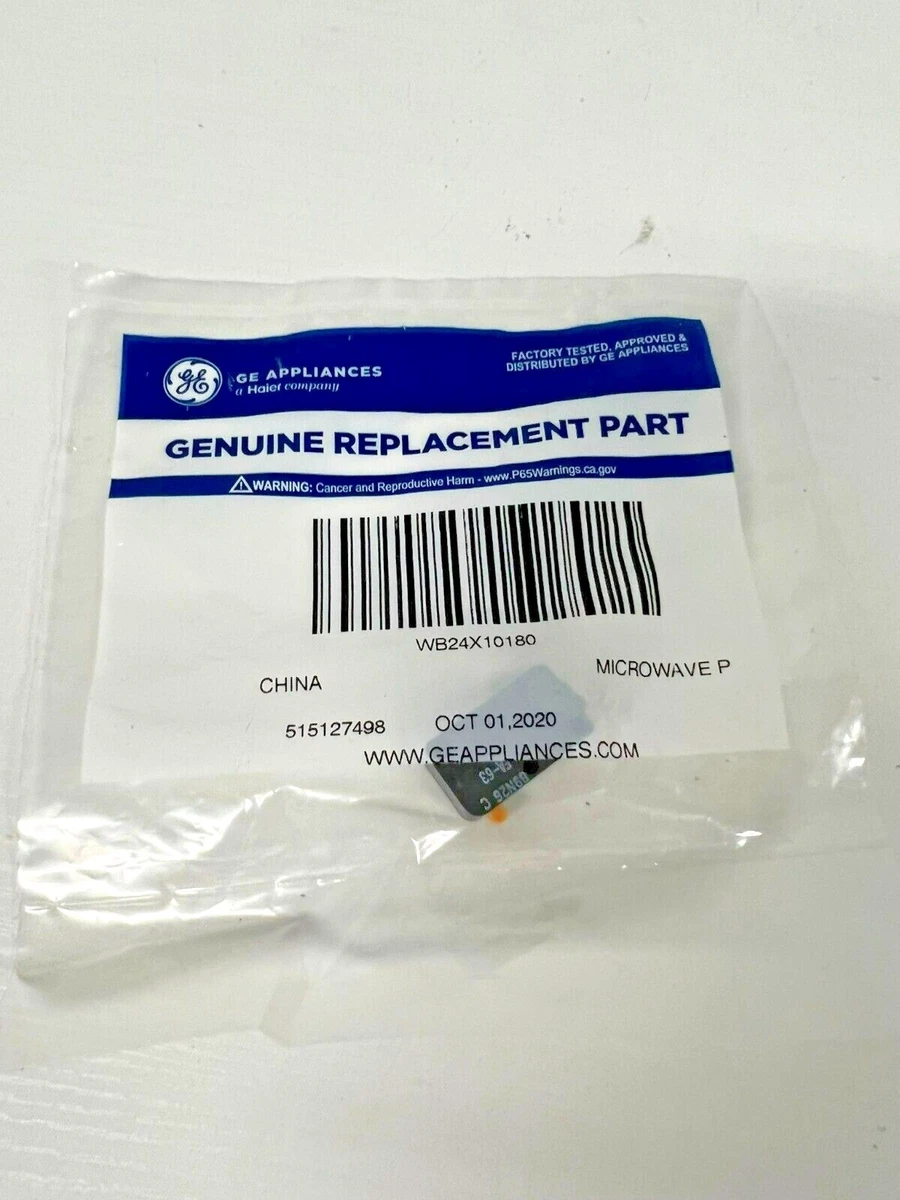 GE
GE APPLIANCES
a Haier company
FACTORY TESTED, APPROVED &
DISTRIBUTED BY GE APPLIANCES
GENUINE REPLACEMENT PART
WARNING: Cancer and Reproductive Harm - www.P65Warnings.ca.gov
WB24X10180
CHINA
MICROWAVE P
515127498
OCT 01,2020
WWW.GEAPPLIANCES.COM